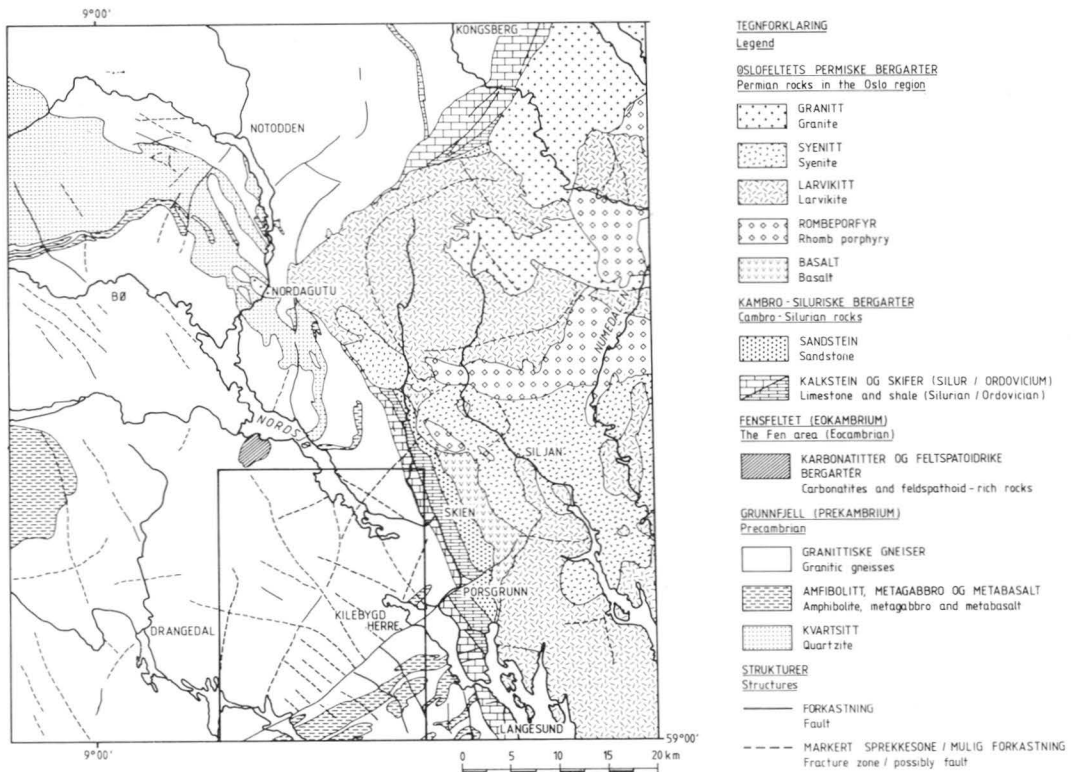 9°00'
KONGSBERG
NOTODDEN
NORDAGUTU
BØ
NUMEDALEN
NORDSJØ
SILJAN
SKIEN
PORSGRUNN
KILEBYGD
HERRE
DRANGEDAL
LANGESUND
9°00'
59°00'
0 5 10 15 20 km
TEGNFORKLARING
Legend
OSLOFELTETS PERMISKE BERGARTER
Permian rocks in the Oslo region
GRANITT
Granite
SYENITT
Syenite
LARVIKITT
Larvikite
ROMBEPORFYR
Rhomb porphyry
BASALT
Basalt
KAMBRO-SILURISKE BERGARTER
Cambro-Silurian rocks
SANDSTEIN
Sandstone
KALKSTEIN OG SKIFER (SILUR / ORDOVICIUM)
Limestone and shale (Silurian / Ordovician)
FENSFELTET (EOKAMBRIUM)
The Fen area (Eocambrian)
KARBONATITTER OG FELTSPATOIDRIKE
BERGARTER
Carbonatites and feldspathoid-rich rocks
GRUNNFJELL (PREKAMBRIUM)
Precambrian
GRANITTISKE GNEISER
Granitic gneisses
AMFIBOLITT, METAGABBRO OG METABASALT
Amphibolite, metagabbro and metabasalt
KVARTSITT
Quartzite
STRUKTURER
Structures
FORKASTNING
Fault
MARKERT SPREKKESONE / MULIG FORKASTNING
Fracture zone / possibly fault